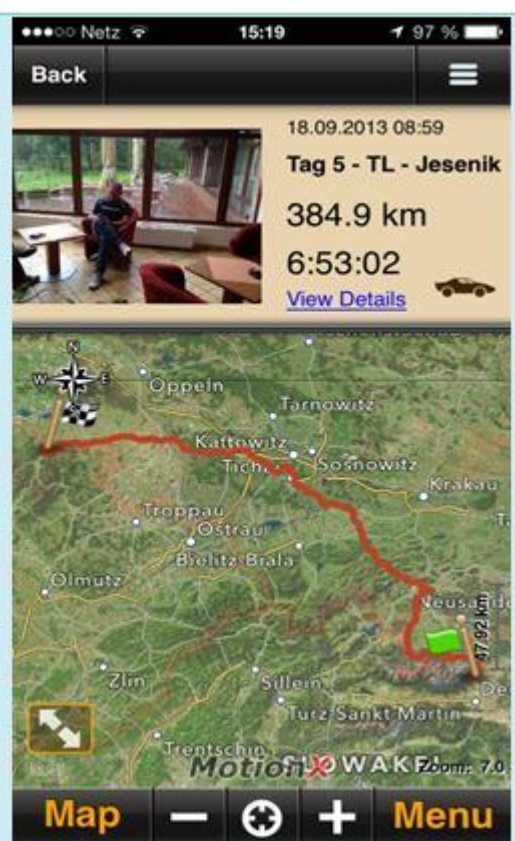 Netz 15:19 97 %
Back
18.09.2013 08:59
Tag 5 - TL - Jesenik
384.9 km
6:53:02
View Details
N
W E
Oppeln
Tarnowitz
Kattowitz
Sosnowitz
Krakau
Troppau
Ostrau
Bielitz-Biala
Olmutz
47.92 km
Zlin
Sillein
Turz-Sankt Martin
Trentschin
MotionX
Zoom: 7.0
Map − + Menu